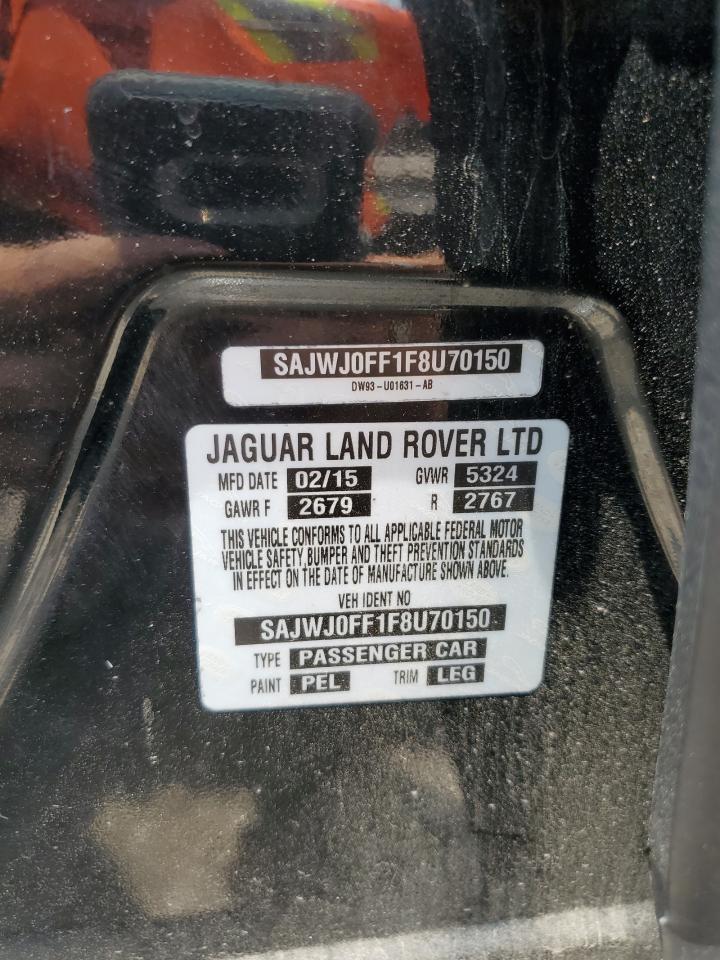 SAJWJ0FF1F8U70150
DW93-U01631-AB
JAGUAR LAND ROVER LTD
MFD DATE 02/15 GVWR 5324
GAWR F 2679 R 2767
THIS VEHICLE CONFORMS TO ALL APPLICABLE FEDERAL MOTOR
VEHICLE SAFETY, BUMPER AND THEFT PREVENTION STANDARDS
IN EFFECT ON THE DATE OF MANUFACTURE SHOWN ABOVE.
VEH IDENT NO
SAJWJ0FF1F8U70150
TYPE PASSENGER CAR
PAINT PEL TRIM LEG